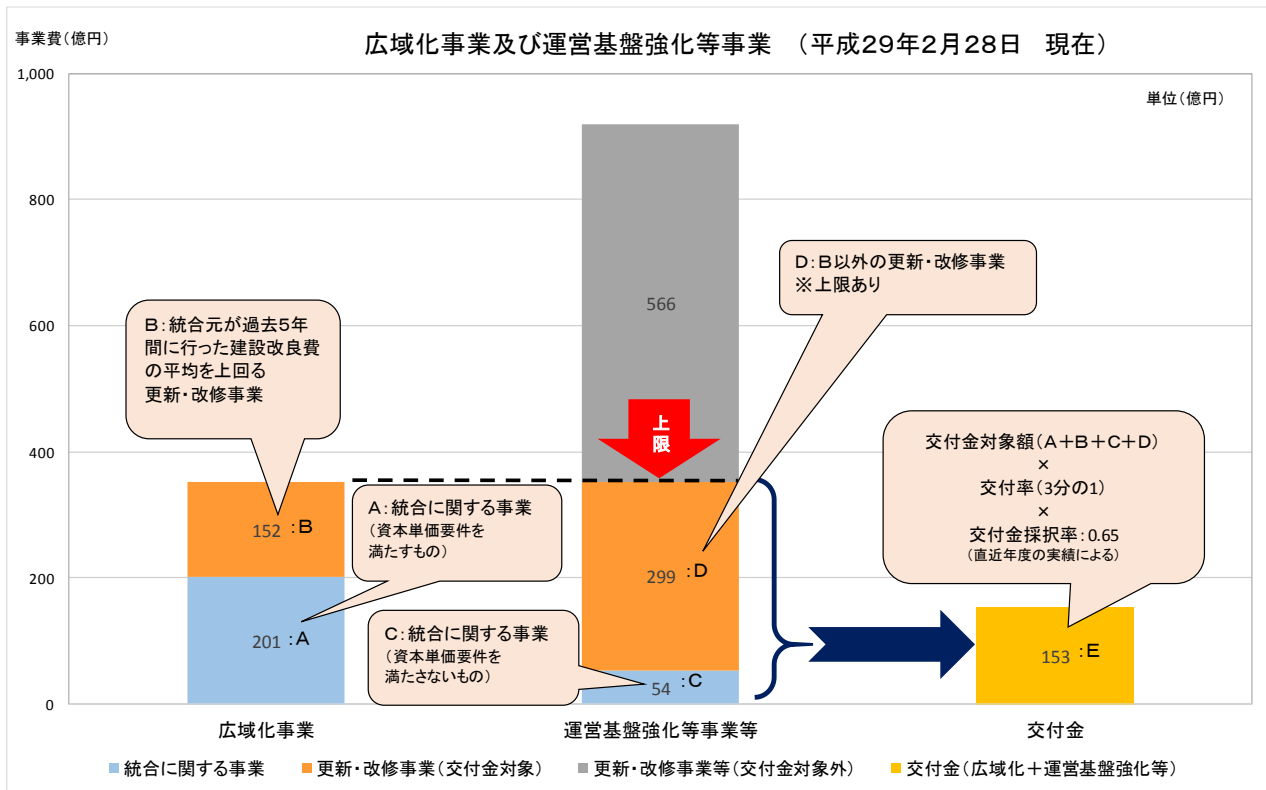 事業費（億円）
広域化事業及び運営基盤強化等事業　（平成29年2月28日　現在）
単位（億円）
1,000
800
600
400
200
0
B：統合元が過去5年
間に行った建設改良費
の平均を上回る
更新・改修事業
152 ：B
201 ：A
A：統合に関する事業
（資本単価要件を
満たすもの）
C：統合に関する事業
（資本単価要件を
満たさないもの）
566
上
限
299 ：D
54 ：C
D：B以外の更新・改修事業
※上限あり
交付金対象額（A＋B＋C＋D）
×
交付率（3分の1）
×
交付金採択率：0.65
（直近年度の実績による）
153 ：E
広域化事業
運営基盤強化等事業等
交付金
統合に関する事業
更新・改修事業（交付金対象）
更新・改修事業等（交付金対象外）
交付金（広域化＋運営基盤強化等）